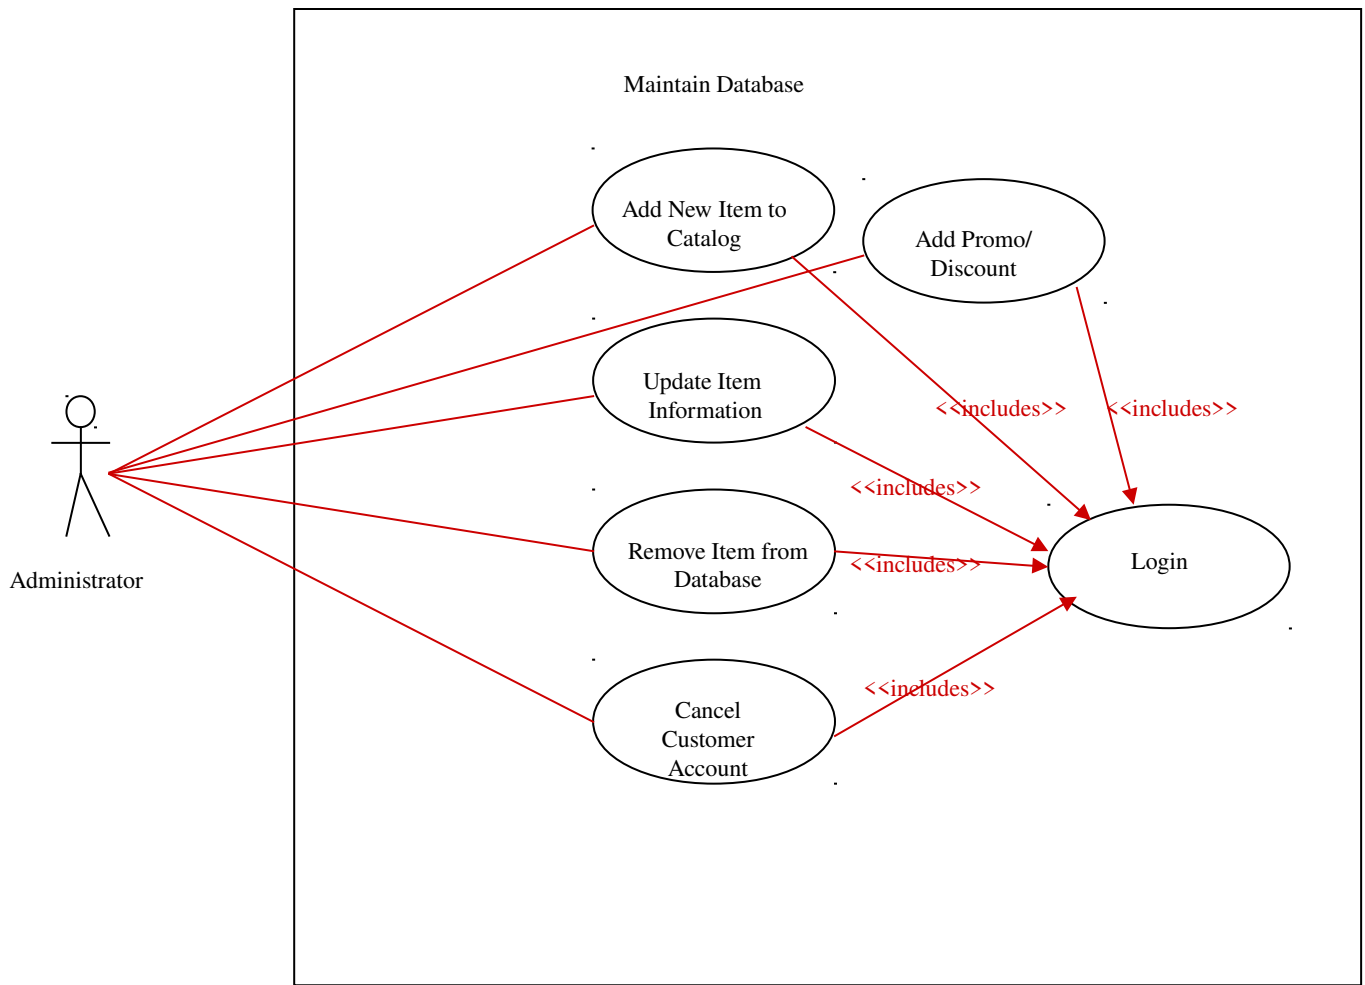 Maintain Database
Add New Item to
Catalog
Add Promo/
Discount
Update Item
Information
<<includes>>
<<includes>>
<<includes>>
Remove Item from
Database
<<includes>>
Login
Administrator
<<includes>>
Cancel
Customer
Account